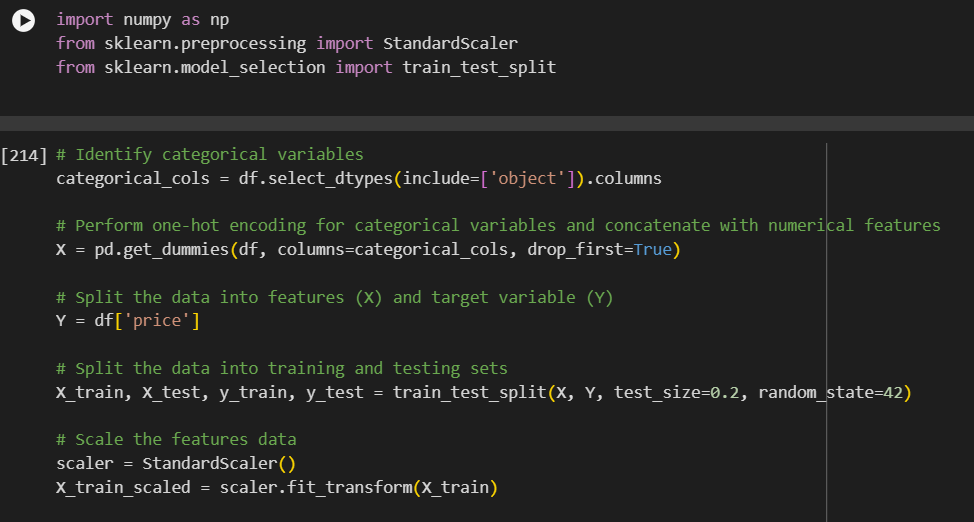 import numpy as np
from sklearn.preprocessing import StandardScaler
from sklearn.model_selection import train_test_split
[214] # Identify categorical variables
categorical_cols = df.select_dtypes(include=['object']).columns
# Perform one-hot encoding for categorical variables and concatenate with numerical features
X = pd.get_dummies(df, columns=categorical_cols, drop_first=True)
# Split the data into features (X) and target variable (Y)
Y = df['price']
# Split the data into training and testing sets
X_train, X_test, y_train, y_test = train_test_split(X, Y, test_size=0.2, random_state=42)
# Scale the features data
scaler = StandardScaler()
X_train_scaled = scaler.fit_transform(X_train)